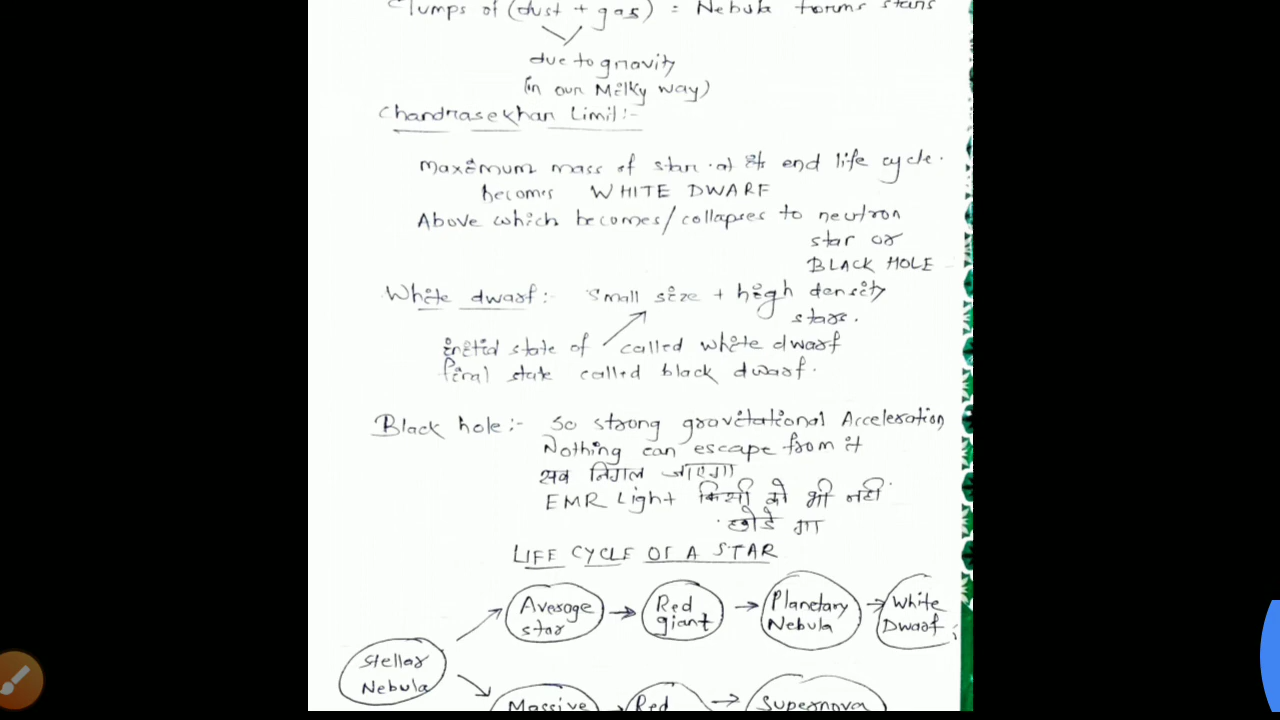 Clumps of (dust + gas) = Nebula forms stars
due to gravity
(in our Milky way)
Chandrasekhar Limit:-
Maximum mass of star at its end life cycle.
becomes WHITE DWARF
Above which becomes/collapses to neutron
star or
BLACK HOLE
White dwarf:- Small size + high density
stars.
initial state of called white dwarf
final state called black dwarf.
Black hole:- So strong gravitational Acceleration
Nothing can escape from it
सब निगल जाएगा
EMR Light किसी को भी नहीं
छोडे गा
LIFE CYCLE OF A STAR
Average star → Red giant → Planetary Nebula → White Dwarf
Stellar Nebula
Massive Red Supernova